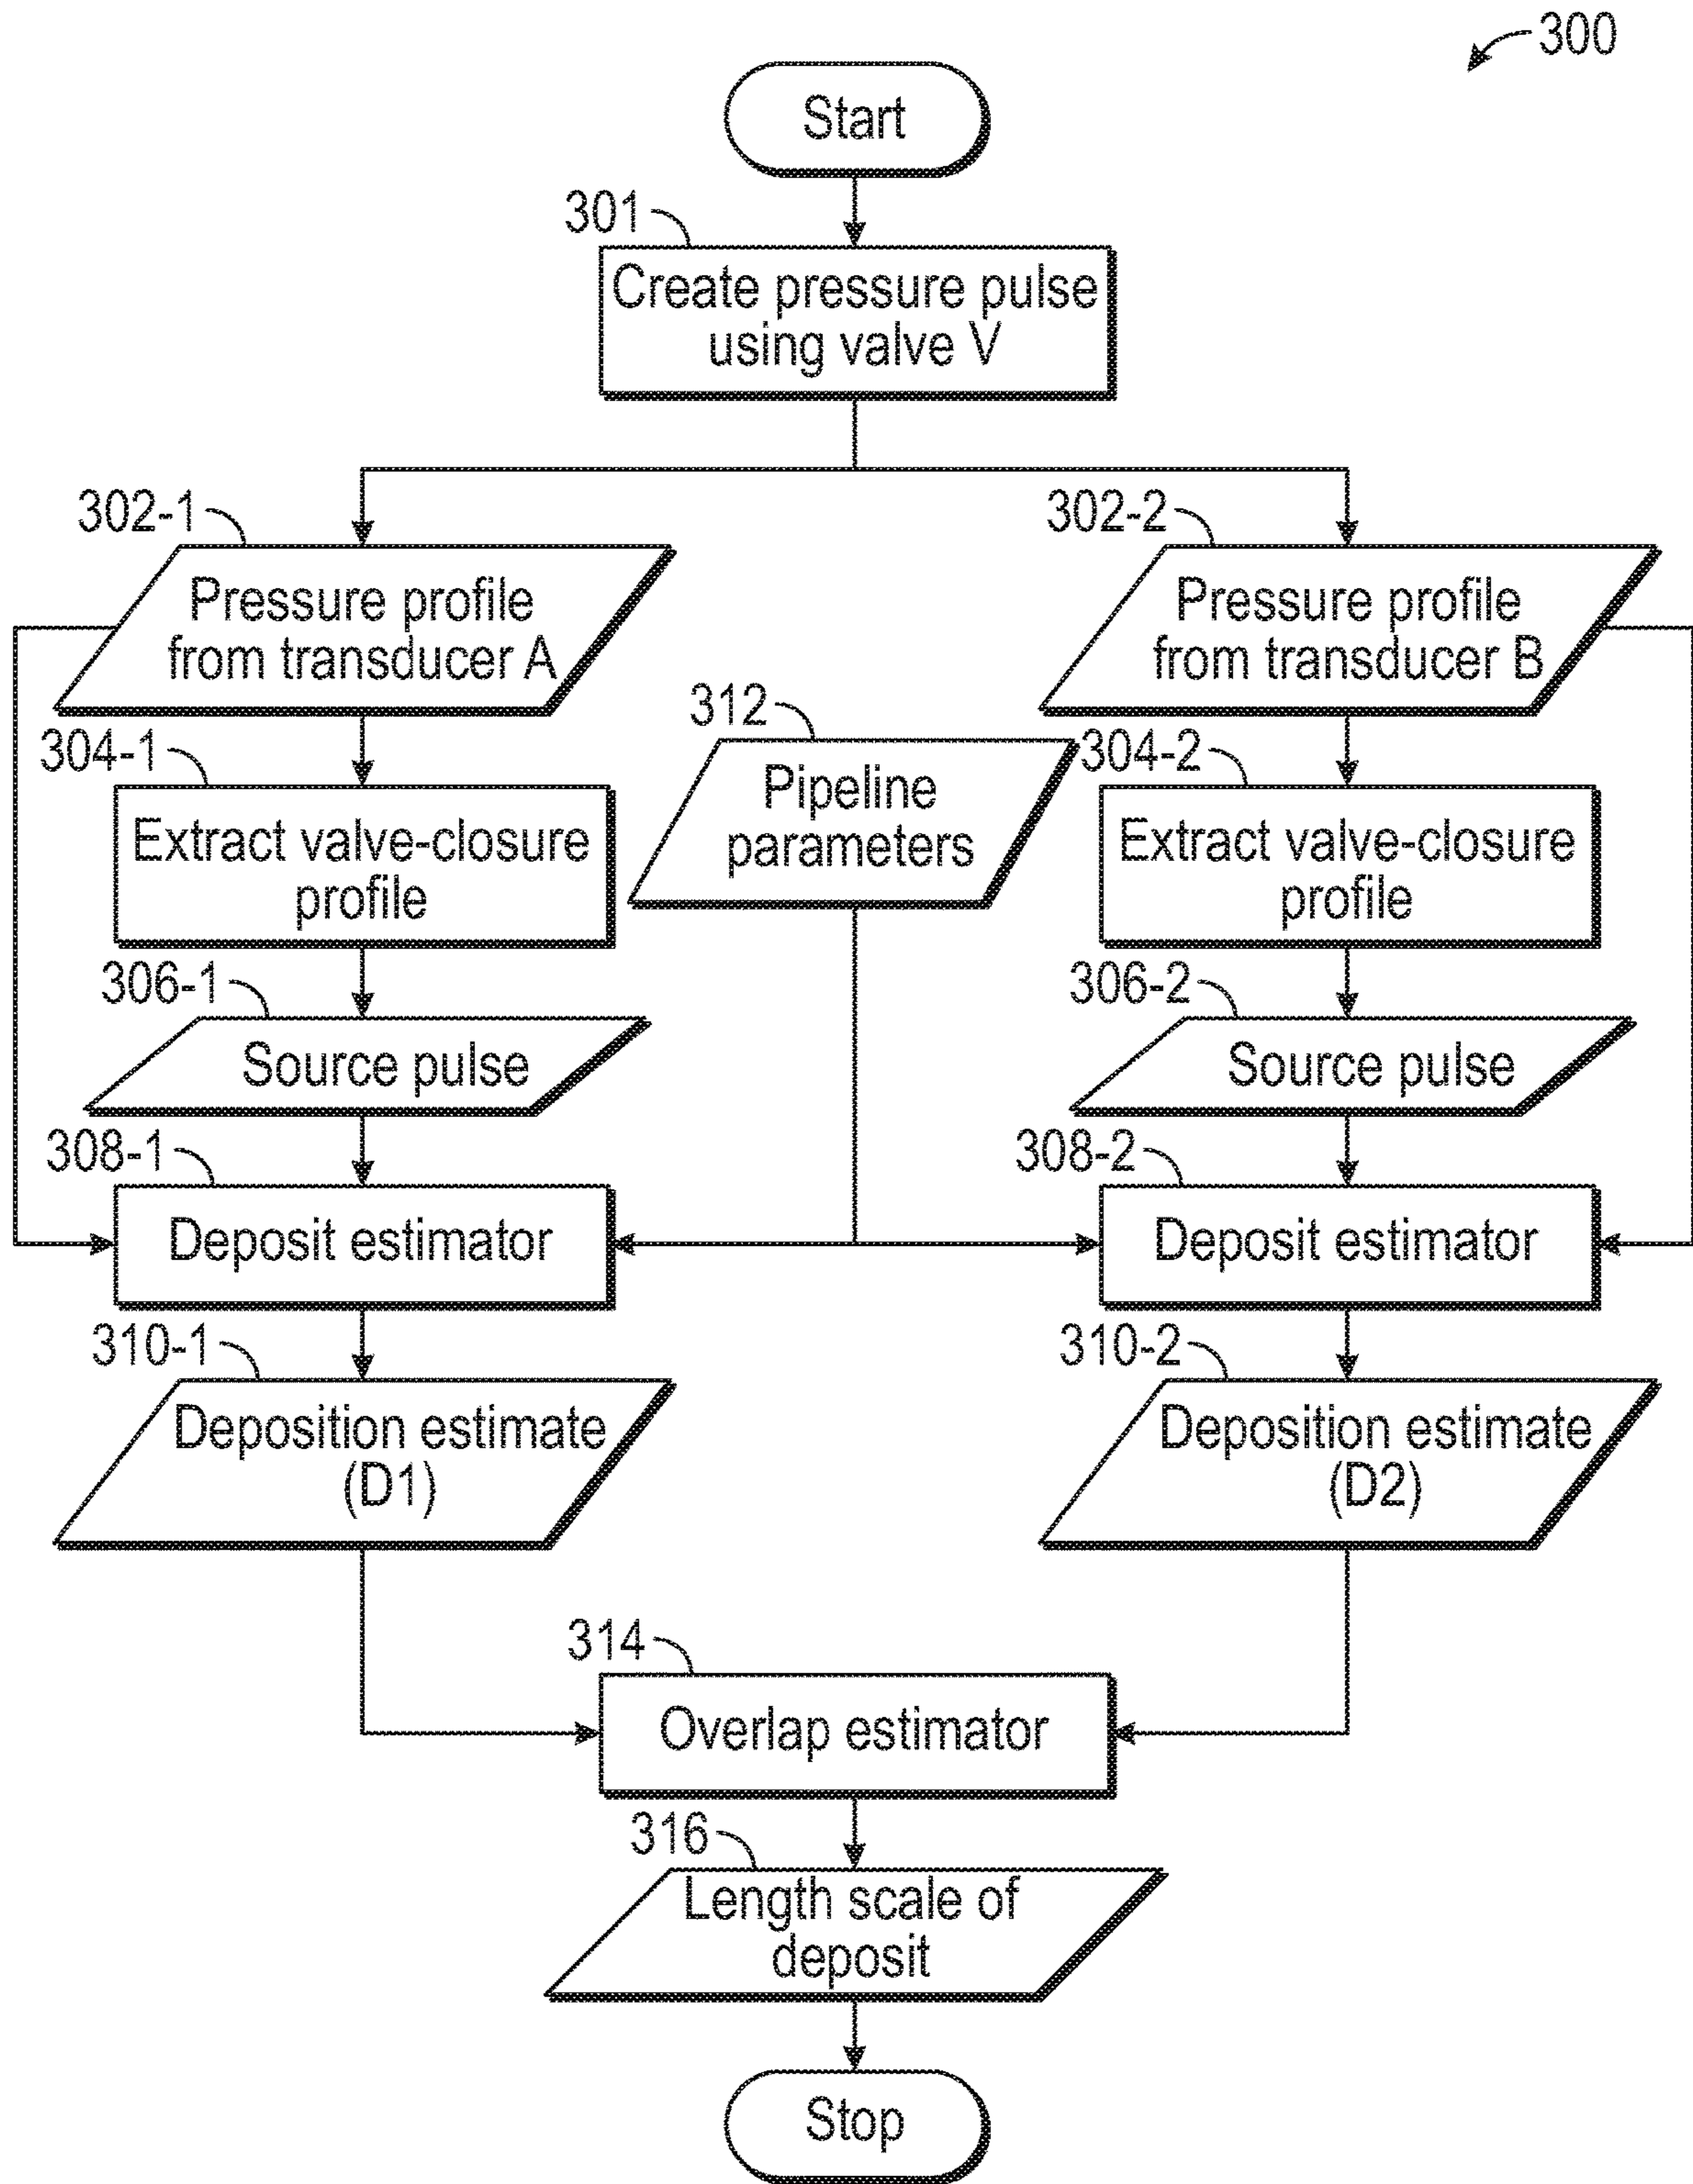 300
Start
301
Create pressure pulse
using valve V
302-1
302-2
Pressure profile
from transducer A
Pressure profile
from transducer B
312
304-1
304-2
Pipeline
parameters
Extract valve-closure
profile
Extract valve-closure
profile
306-1
306-2
Source pulse
Source pulse
308-1
308-2
Deposit estimator
Deposit estimator
310-1
310-2
Deposition estimate
(D1)
Deposition estimate
(D2)
314
Overlap estimator
316
Length scale of
deposit
Stop